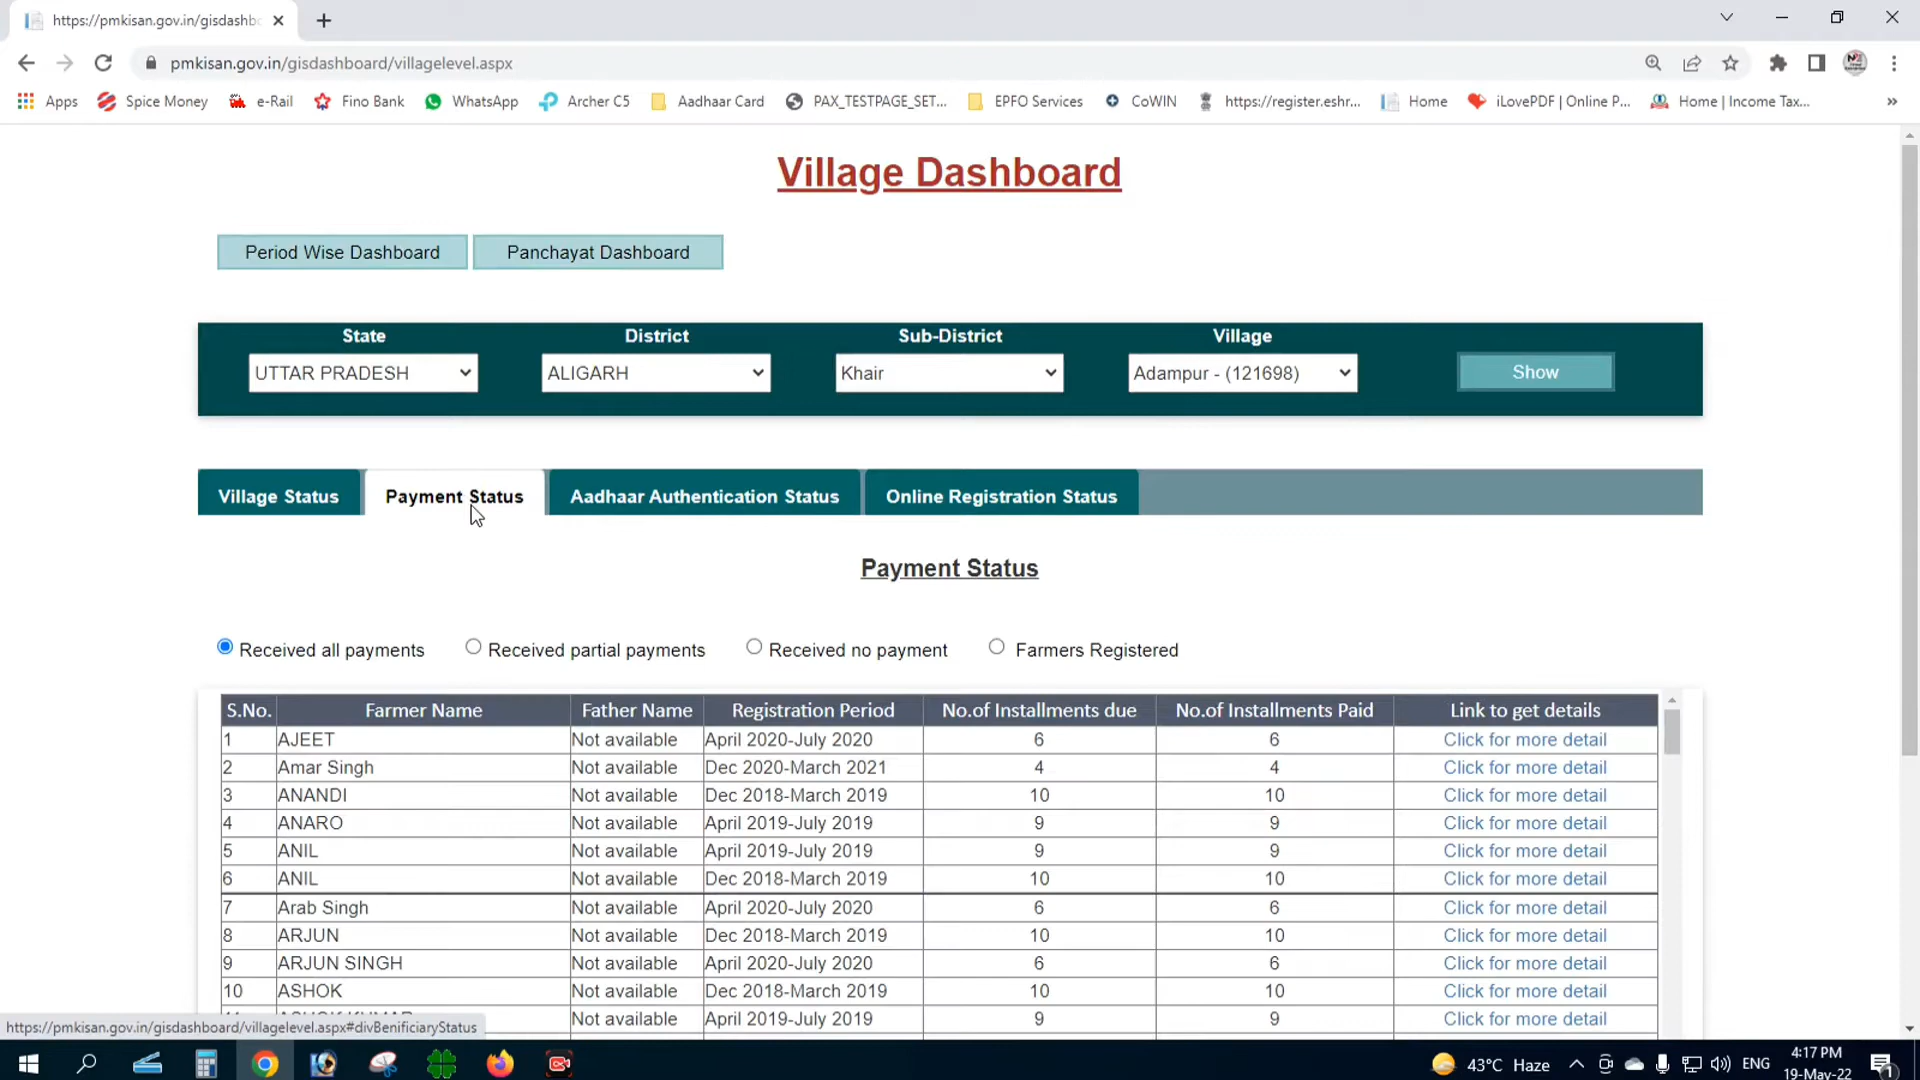 https://pmkisan.gov.in/gisdashb
pmkisan.gov.in/gisdashboard/villagelevel.aspx
Apps Spice Money e-Rail Fino Bank WhatsApp Archer C5 Aadhaar Card PAX_TESTPAGE_SET... EPFO Services CoWIN https://register.eshr... Home iLovePDF | Online P... Home | Income Tax... »
Village Dashboard
Period Wise Dashboard Panchayat Dashboard
State District Sub-District Village
UTTAR PRADESH ALIGARH Khair Adampur - (121698) Show
Village Status Payment Status Aadhaar Authentication Status Online Registration Status
Payment Status
Received all payments Received partial payments Received no payment Farmers Registered
S.No. Farmer Name Father Name Registration Period No.of Installments due No.of Installments Paid Link to get details
1 AJEET Not available April 2020-July 2020 6 6 Click for more detail
2 Amar Singh Not available Dec 2020-March 2021 4 4 Click for more detail
3 ANANDI Not available Dec 2018-March 2019 10 10 Click for more detail
4 ANARO Not available April 2019-July 2019 9 9 Click for more detail
5 ANIL Not available April 2019-July 2019 9 9 Click for more detail
6 ANIL Not available Dec 2018-March 2019 10 10 Click for more detail
7 Arab Singh Not available April 2020-July 2020 6 6 Click for more detail
8 ARJUN Not available Dec 2018-March 2019 10 10 Click for more detail
9 ARJUN SINGH Not available April 2020-July 2020 6 6 Click for more detail
10 ASHOK Not available Dec 2018-March 2019 10 10 Click for more detail
11 ASHOK KUMAR Not available April 2019-July 2019 9 9 Click for more detail
https://pmkisan.gov.in/gisdashboard/villagelevel.aspx#divBenificiaryStatus
43°C Haze ENG 4:17 PM
19-May-22 1